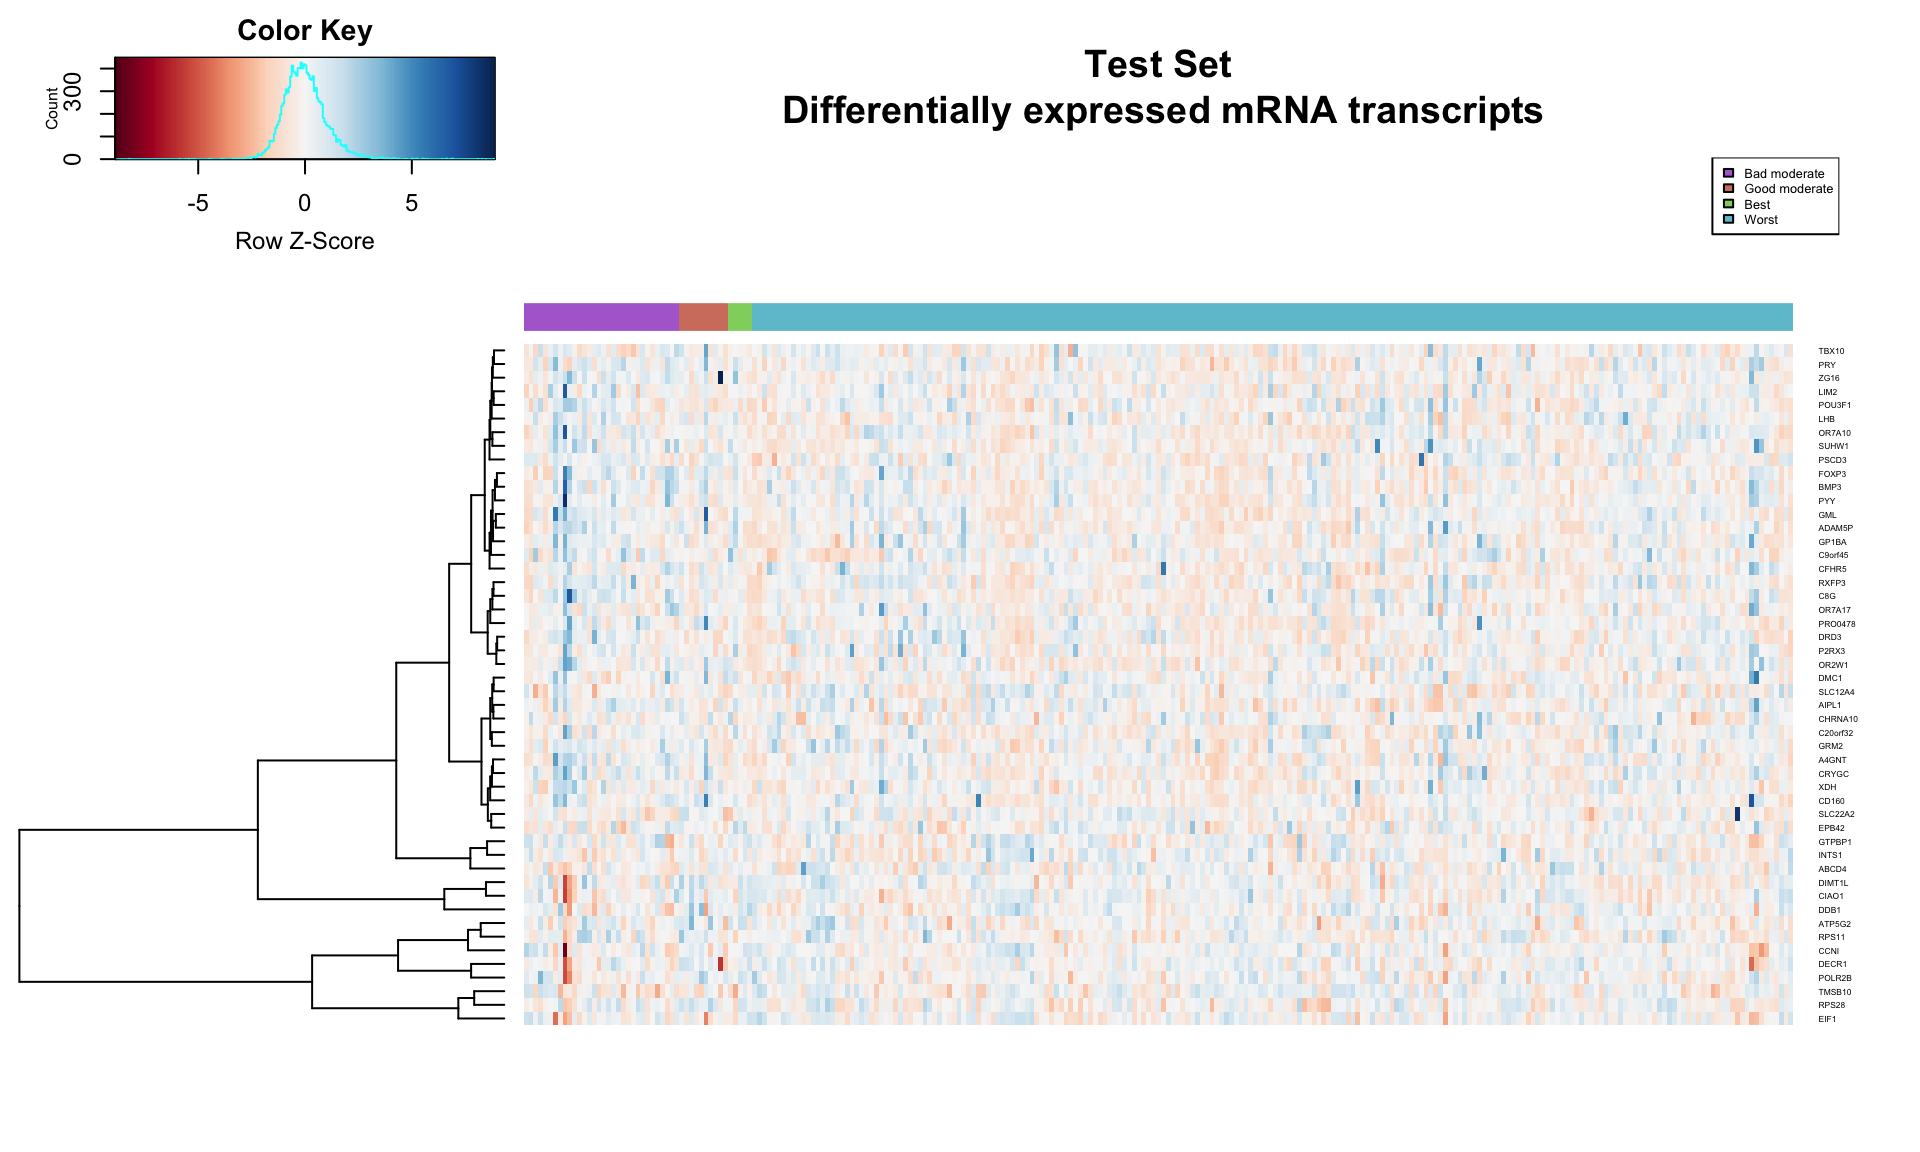 Color Key
Count
0
300
-5
0
5
Row Z-Score
Test Set
Differentially expressed mRNA transcripts
Bad moderate
Good moderate
Best
Worst
TBX10
PRY
ZG16
LIM2
POU3F1
LHB
OR7A10
SUHW1
PSCD3
FOXP3
BMP3
PYY
GML
ADAM5P
GP1BA
C9orf45
CFHR5
RXFP3
C8G
OR7A17
PRO0478
DRD3
P2RX3
OR2W1
DMC1
SLC12A4
AIPL1
CHRNA10
C20orf32
GRM2
A4GNT
CRYGC
XDH
CD160
SLC22A2
EPB42
GTPBP1
INTS1
ABCD4
DIMT1L
CIAO1
DDB1
ATP5G2
RPS11
CCNI
DECR1
POLR2B
TMSB10
RPS28
EIF1